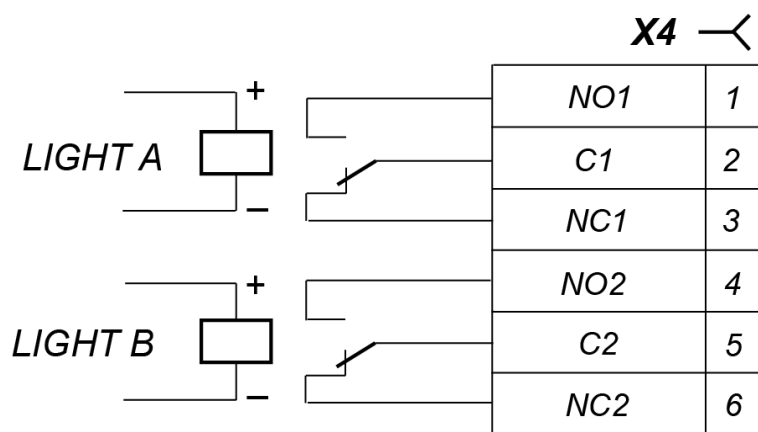 X4
+
NO1 1
LIGHT A
C1 2
−
NC1 3
+
NO2 4
LIGHT B
C2 5
−
NC2 6